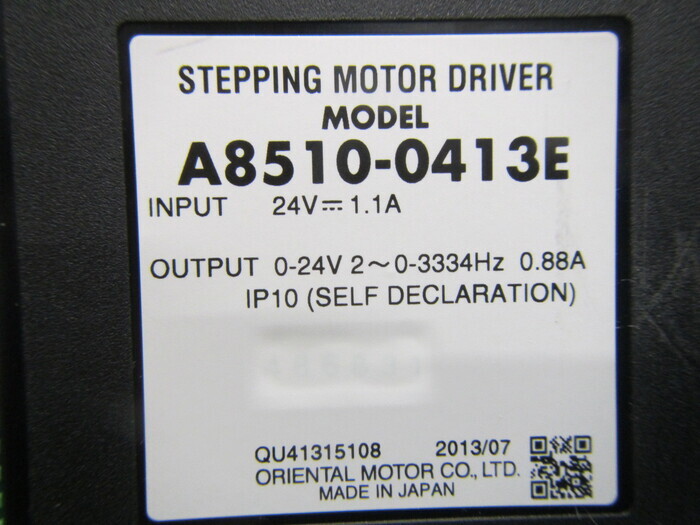 STEPPING MOTOR DRIVER
MODEL
A8510-0413E
INPUT 24V⎓1.1A
OUTPUT 0-24V 2～0-3334Hz 0.88A
IP10 (SELF DECLARATION)
QU41315108 2013/07
ORIENTAL MOTOR CO., LTD.
MADE IN JAPAN